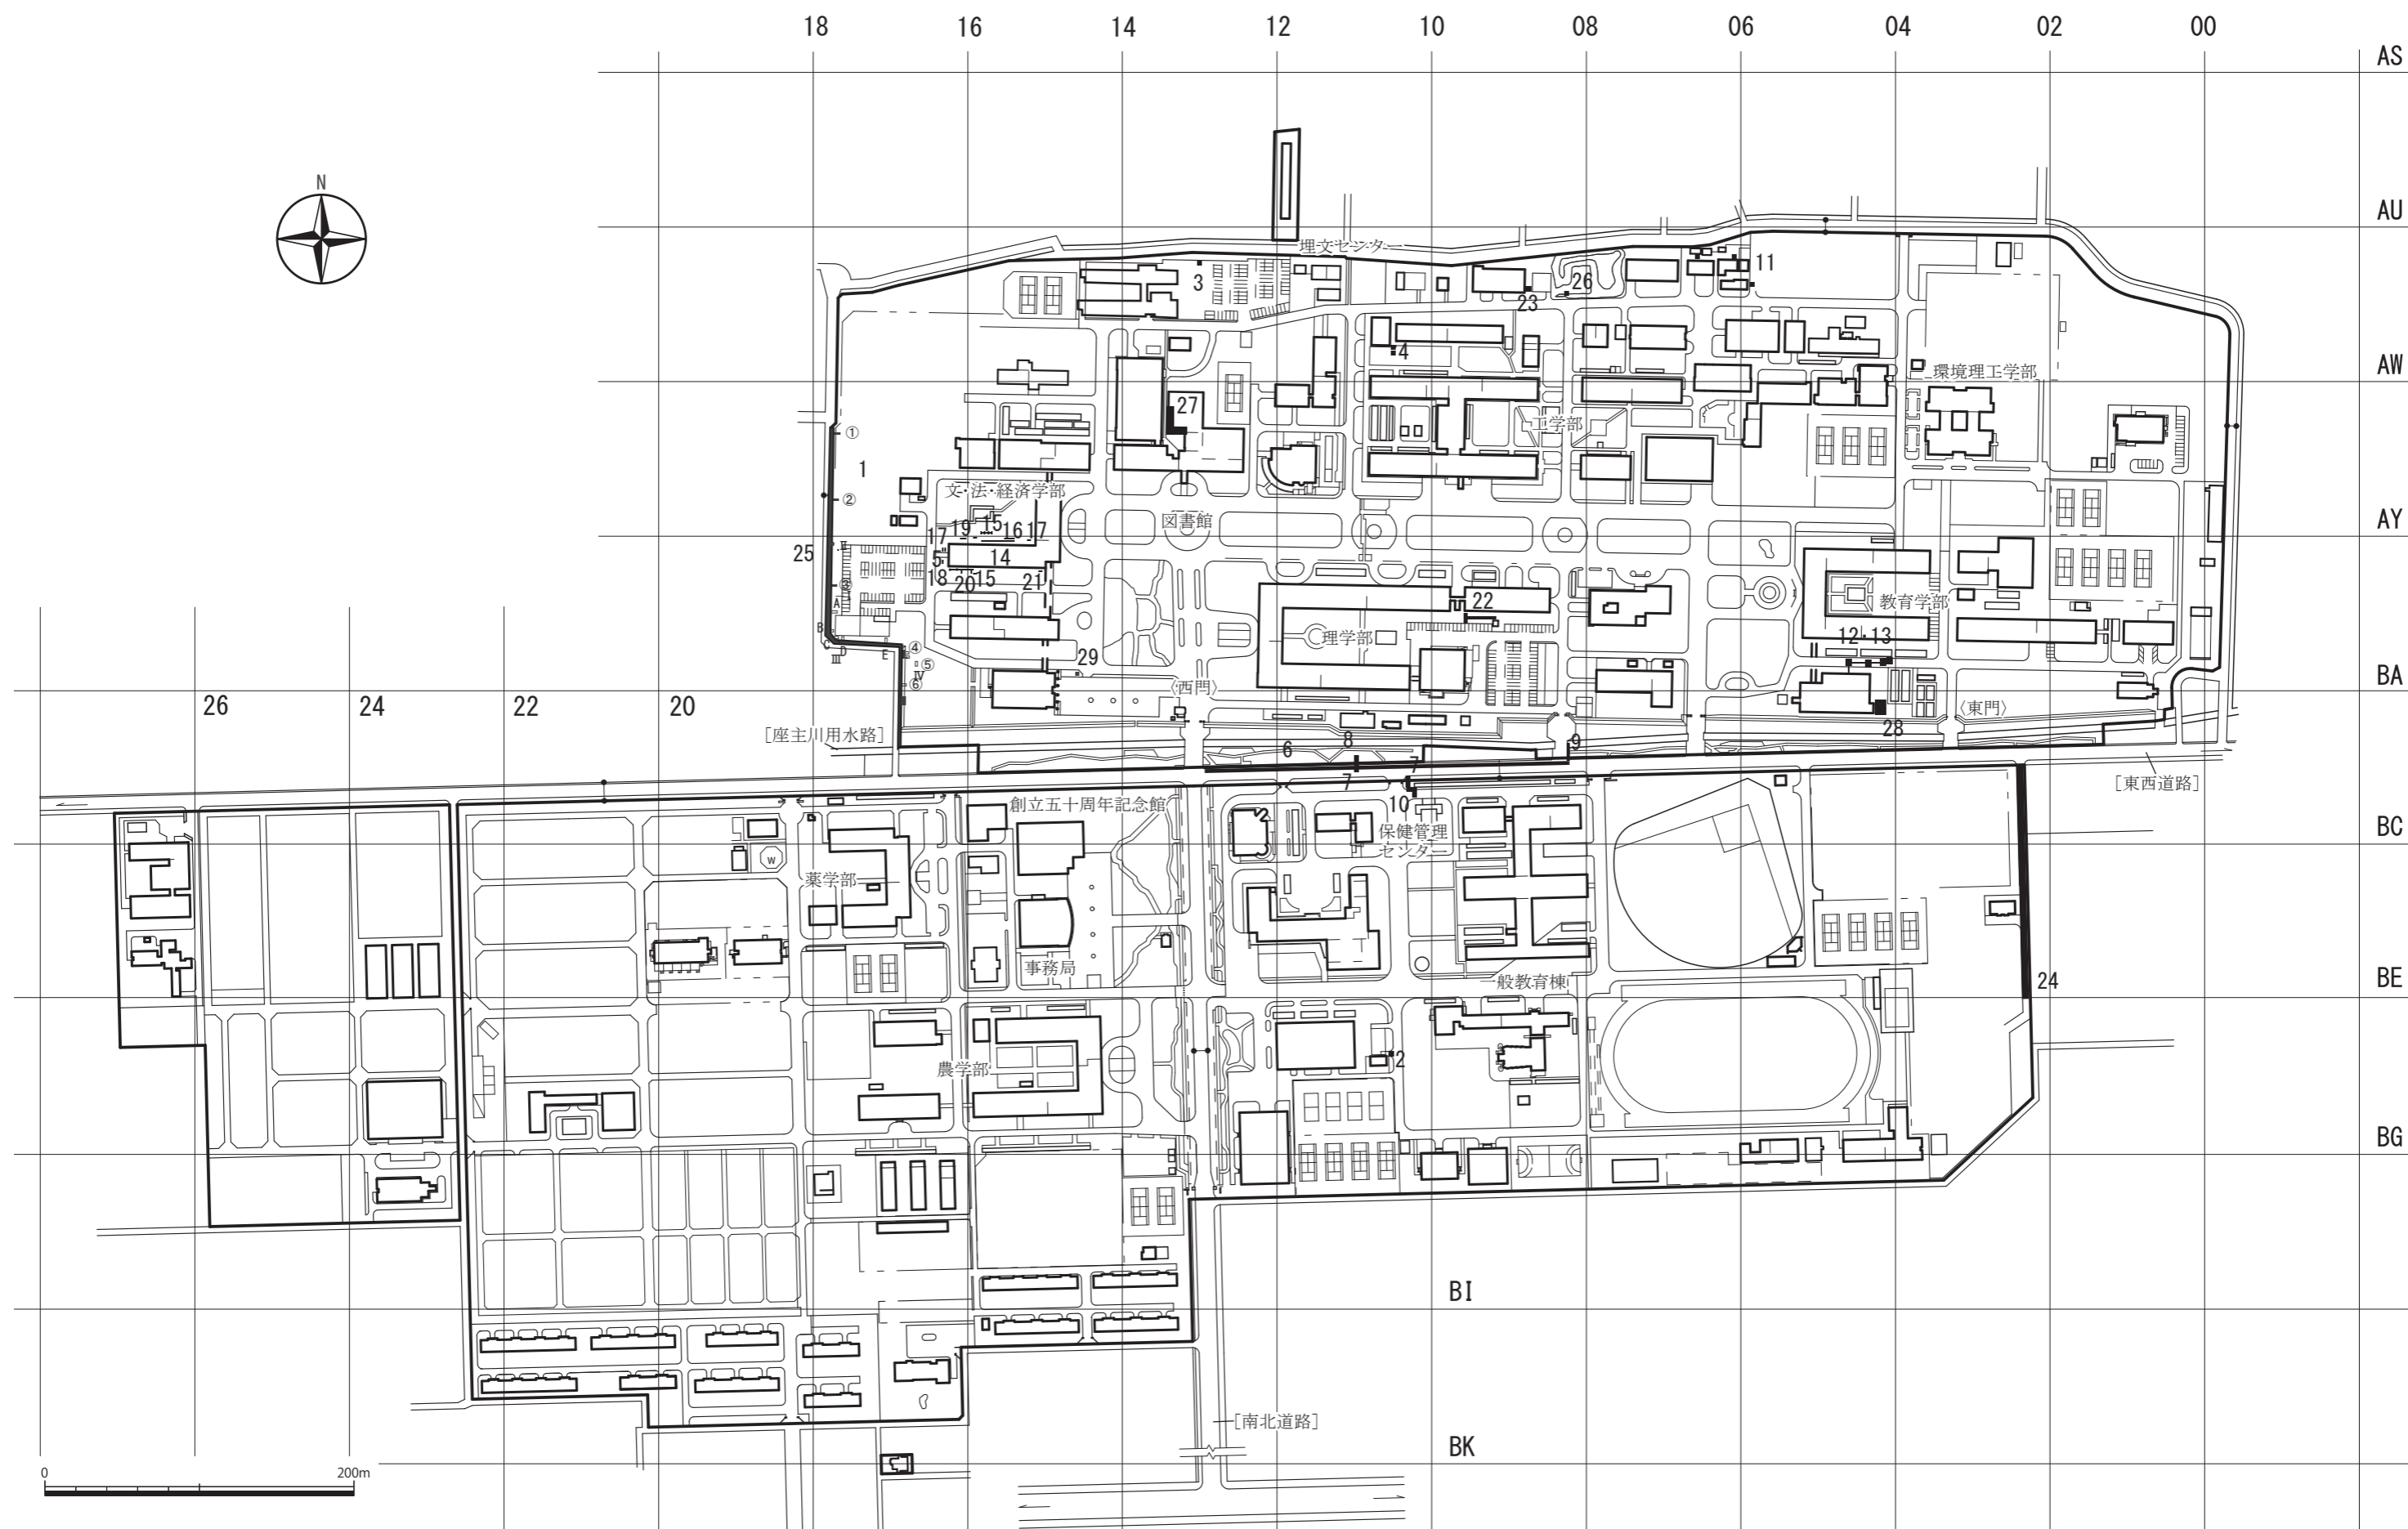 18 16 14 12 10 08 06 04 02 00
AS
N
AU
埋文センター
3 26 11
23
4
AW
環境理工学部
27
工学部
①
1
②
文・法・経済学部
図書館
AY
17 19 15 16 17
25 Ⅱ
5 14
③ 18 20 15 21
A 22 教育学部
B 理学部 12・13
C D E ④
Ⅲ ⑤ 29
Ⅳ
⑥ 〈西門〉 BA
26 24 22 20 〈東門〉
[座主川用水路] 28
6 8 9
7
7 [東西道路]
創立五十周年記念館 10
2
保健管理 BC
センター
W
薬学部
事務局
一般教育棟 BE
24
農学部 2
BG
BI
[南北道路]
BK
0 200m